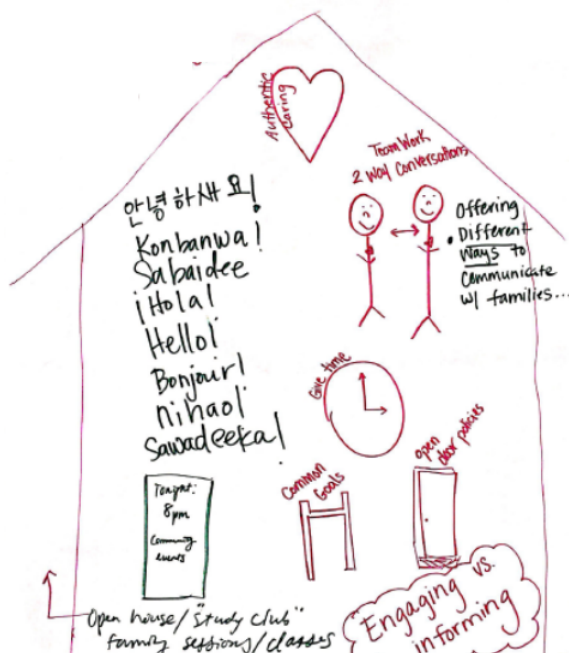 Authentic
Caring
Team Work
2 Way Conversations
Offering
Different
Ways to
Communicate
w/ families...
안녕하새요!
Konbanwa!
Sabaidee
¡Hola!
Hello!
Bonjour!
nihao!
Sawadeeka!
Give time
Tonight:
8pm
Community
events
Common
Goals
open
door policies
Open house/"study club"
family sessions/classes
Engaging vs.
informing